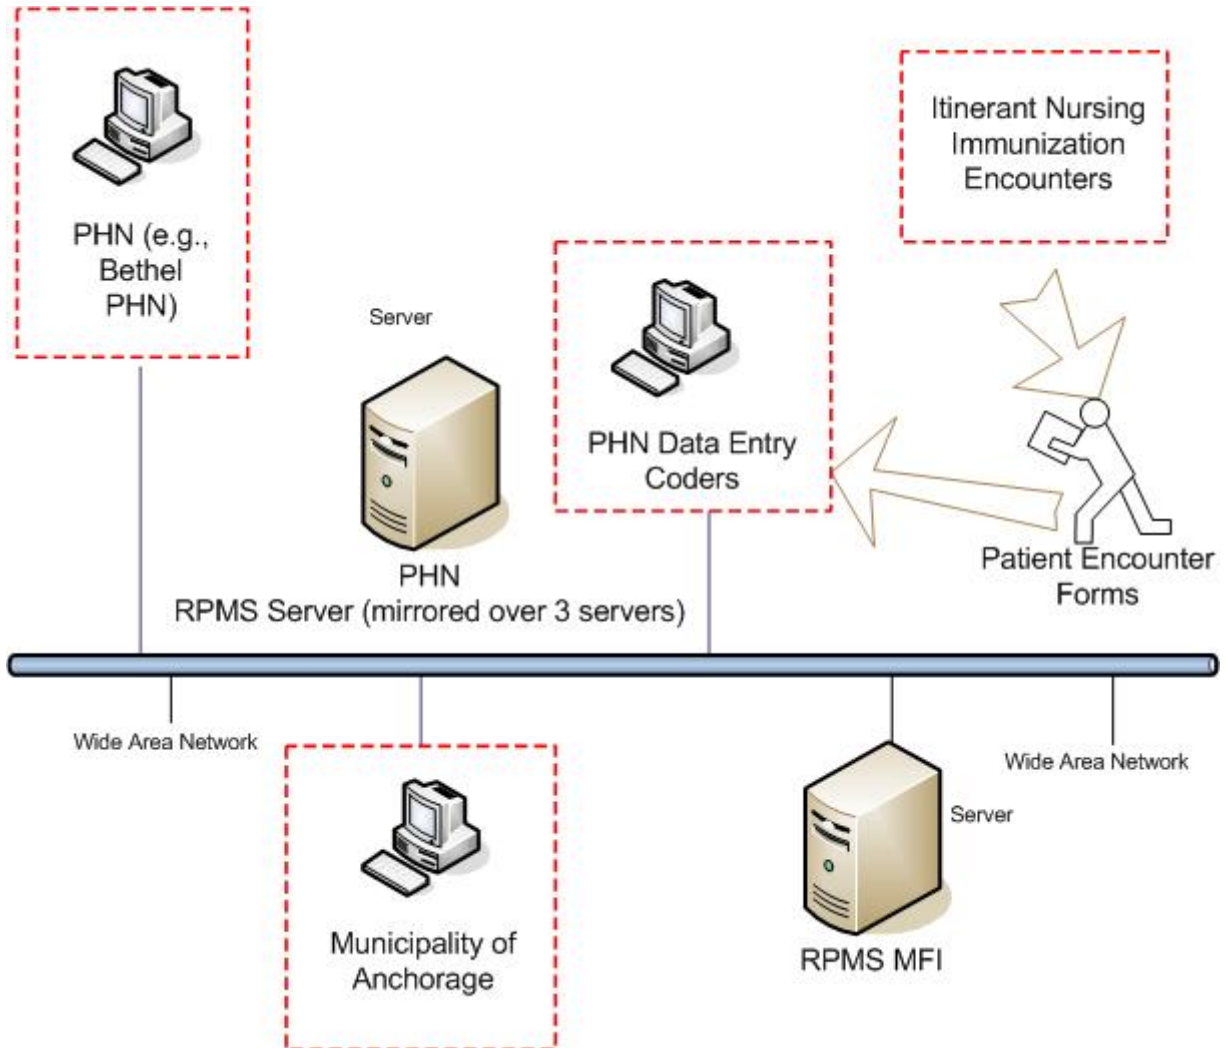 Itinerant Nursing
Immunization
Encounters
PHN (e.g.,
Bethel
PHN)
Server
PHN Data Entry
Coders
Patient Encounter
Forms
PHN
RPMS Server (mirrored over 3 servers)
Wide Area Network
Wide Area Network
Server
Municipality of
Anchorage
RPMS MFI